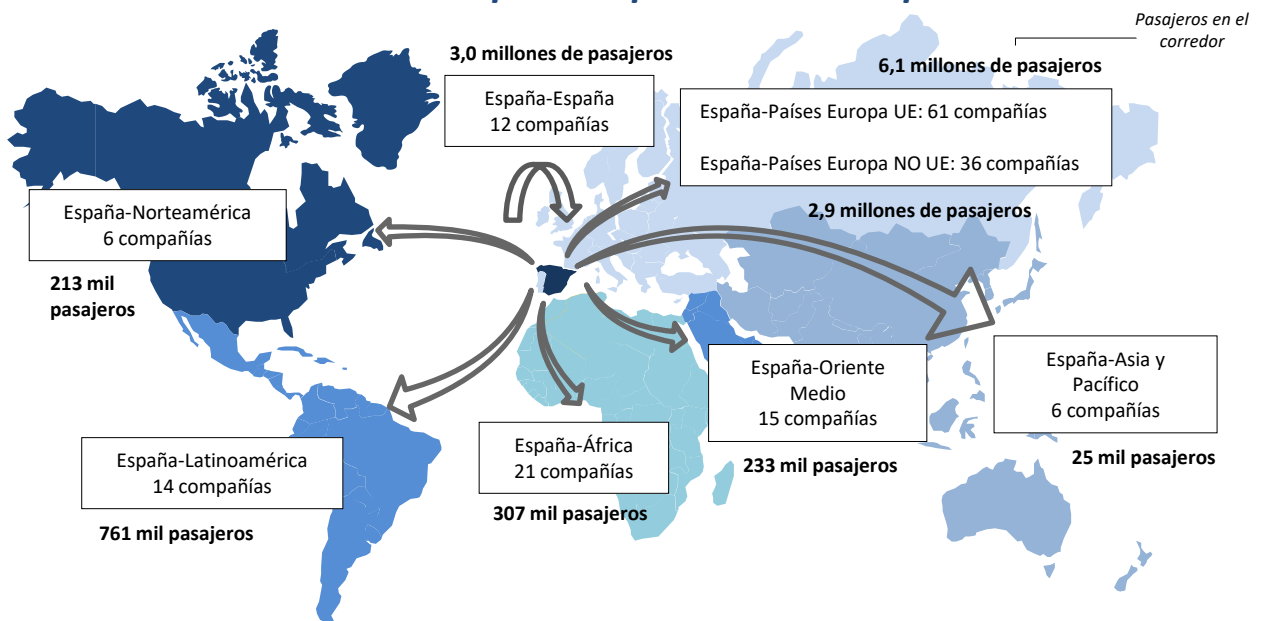 Pasajeros en el
corredor
3,0 millones de pasajeros
España-España
12 compañías
6,1 millones de pasajeros
España-Países Europa UE: 61 compañías
España-Países Europa NO UE: 36 compañías
2,9 millones de pasajeros
España-Norteamérica
6 compañías
213 mil
pasajeros
España-Oriente
Medio
15 compañías
233 mil pasajeros
España-Asia y
Pacífico
6 compañías
25 mil pasajeros
España-África
21 compañías
307 mil pasajeros
España-Latinoamérica
14 compañías
761 mil pasajeros